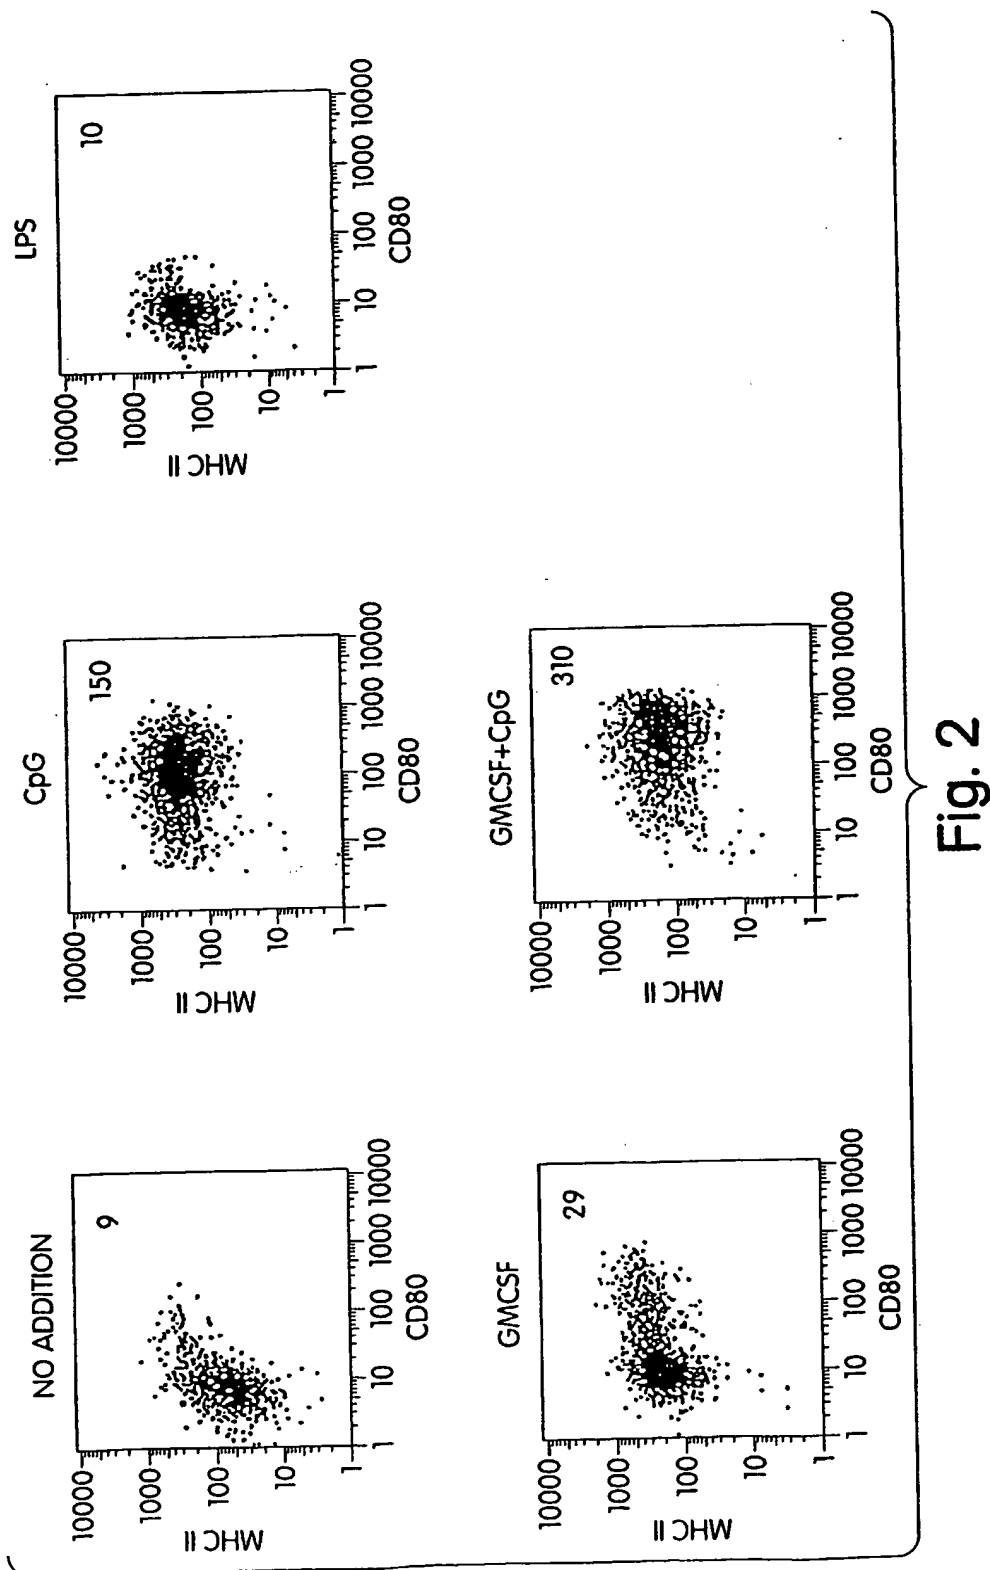 NO ADDITION
9
10000
1000
100
10
1
MHC II
1 10 100 1000 10000
CD80
CpG
150
10000
1000
100
10
1
MHC II
1 10 100 1000 10000
CD80
LPS
10
10000
1000
100
10
1
MHC II
1 10 100 1000 10000
CD80
GMCSF
29
10000
1000
100
10
1
MHC II
1 10 100 1000 10000
CD80
GMCSF+CpG
310
10000
1000
100
10
1
MHC II
1 10 100 1000 10000
CD80
Fig. 2